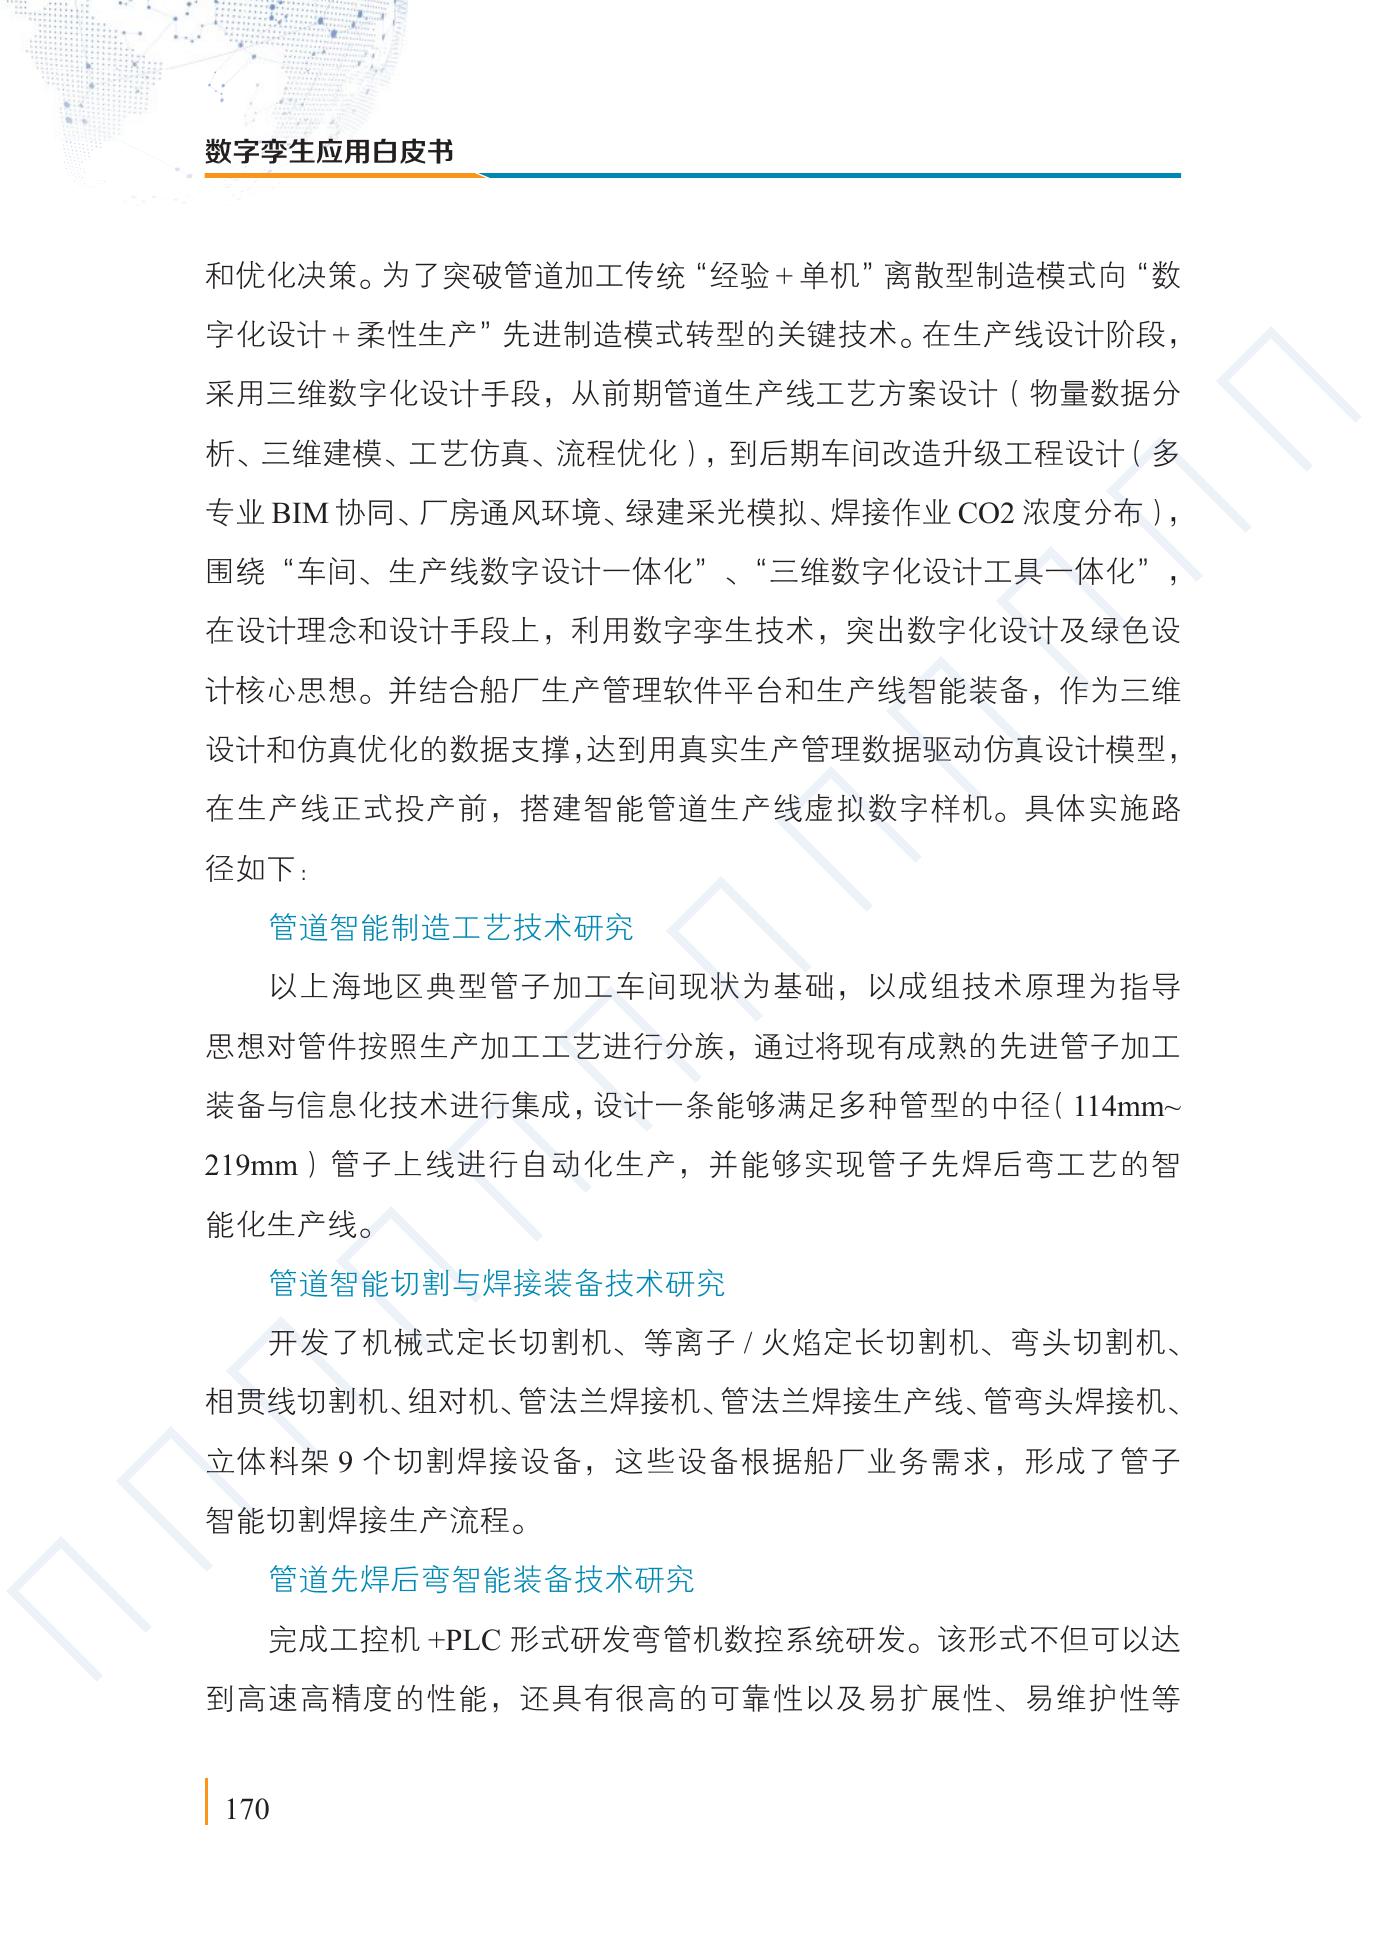 数字孪生应用白皮书
和优化决策。为了突破管道加工传统“经验+单机”离散型制造模式向“数
字化设计+柔性生产”先进制造模式转型的关键技术。在生产线设计阶段，
采用三维数字化设计手段，从前期管道生产线工艺方案设计（物量数据分
析、三维建模、工艺仿真、流程优化），到后期车间改造升级工程设计（多
专业 BIM 协同、厂房通风环境、绿建采光模拟、焊接作业 CO2 浓度分布），
围绕“车间、生产线数字设计一体化”、“三维数字化设计工具一体化”，
在设计理念和设计手段上，利用数字孪生技术，突出数字化设计及绿色设
计核心思想。并结合船厂生产管理软件平台和生产线智能装备，作为三维
设计和仿真优化的数据支撑，达到用真实生产管理数据驱动仿真设计模型，
在生产线正式投产前，搭建智能管道生产线虚拟数字样机。具体实施路
径如下：
管道智能制造工艺技术研究
以上海地区典型管子加工车间现状为基础，以成组技术原理为指导
思想对管件按照生产加工工艺进行分族，通过将现有成熟的先进管子加工
装备与信息化技术进行集成，设计一条能够满足多种管型的中径（114mm~
219mm）管子上线进行自动化生产，并能够实现管子先焊后弯工艺的智
能化生产线。
管道智能切割与焊接装备技术研究
开发了机械式定长切割机、等离子 / 火焰定长切割机、弯头切割机、
相贯线切割机、组对机、管法兰焊接机、管法兰焊接生产线、管弯头焊接机、
立体料架 9 个切割焊接设备，这些设备根据船厂业务需求，形成了管子
智能切割焊接生产流程。
管道先焊后弯智能装备技术研究
完成工控机 +PLC 形式研发弯管机数控系统研发。该形式不但可以达
到高速高精度的性能，还具有很高的可靠性以及易扩展性、易维护性等
170